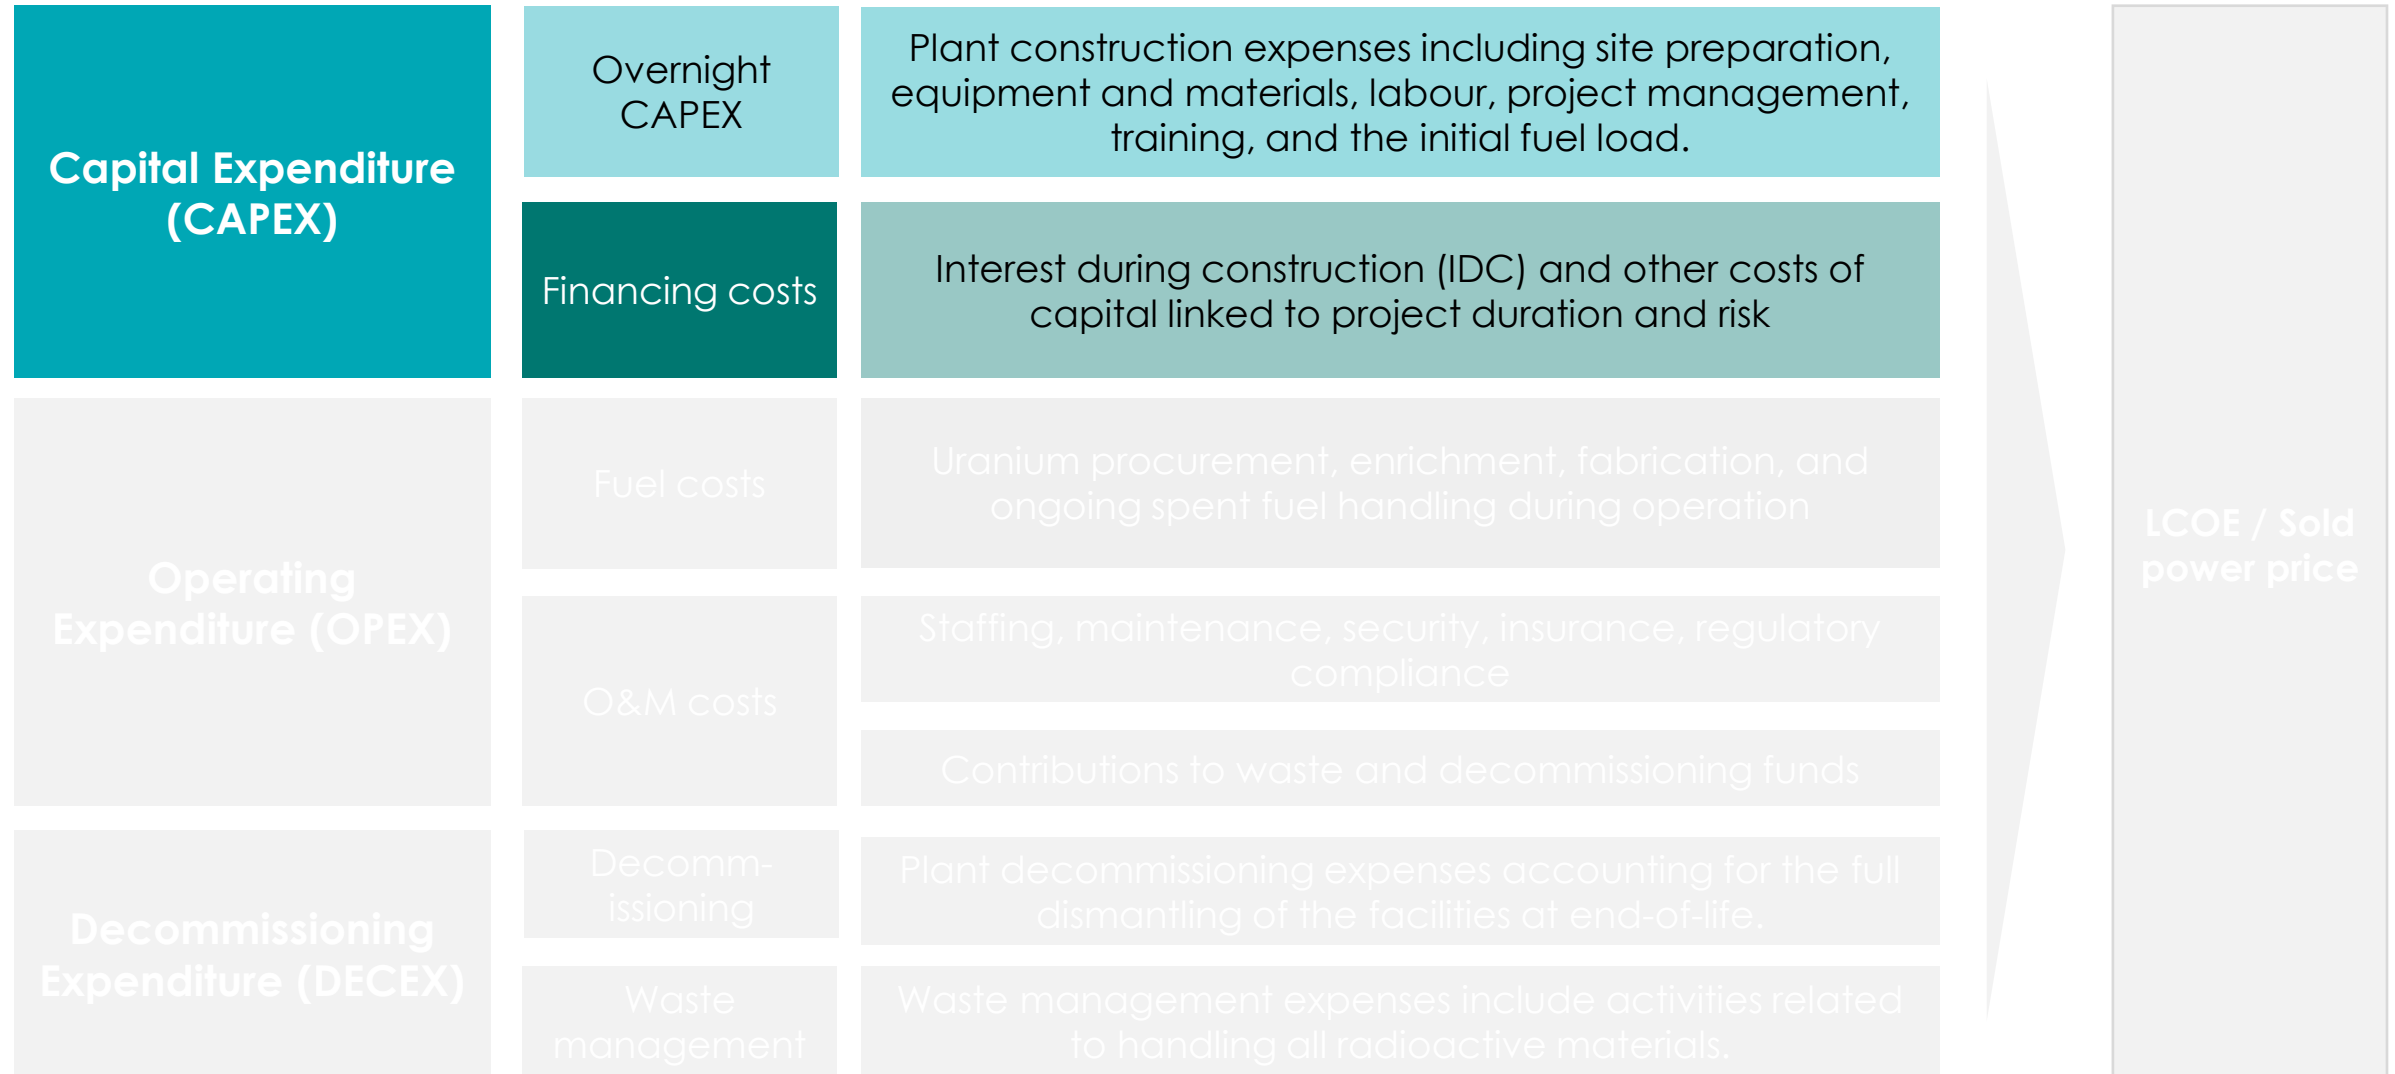 Capital Expenditure
(CAPEX)
Overnight
CAPEX
Plant construction expenses including site preparation,
equipment and materials, labour, project management,
training, and the initial fuel load.
Financing costs
Interest during construction (IDC) and other costs of
capital linked to project duration and risk
Operating
Expenditure (OPEX)
Fuel costs
Uranium procurement, enrichment, fabrication, and
ongoing spent fuel handling during operation
O&M costs
Staffing, maintenance, security, insurance, regulatory
compliance
Contributions to waste and decommissioning funds
Decommissioning
Expenditure (DECEX)
Decomm-
issioning
Plant decommissioning expenses accounting for the full
dismantling of the facilities at end-of-life.
Waste
management
Waste management expenses include activities related
to handling all radioactive materials.
LCOE / Sold
power price